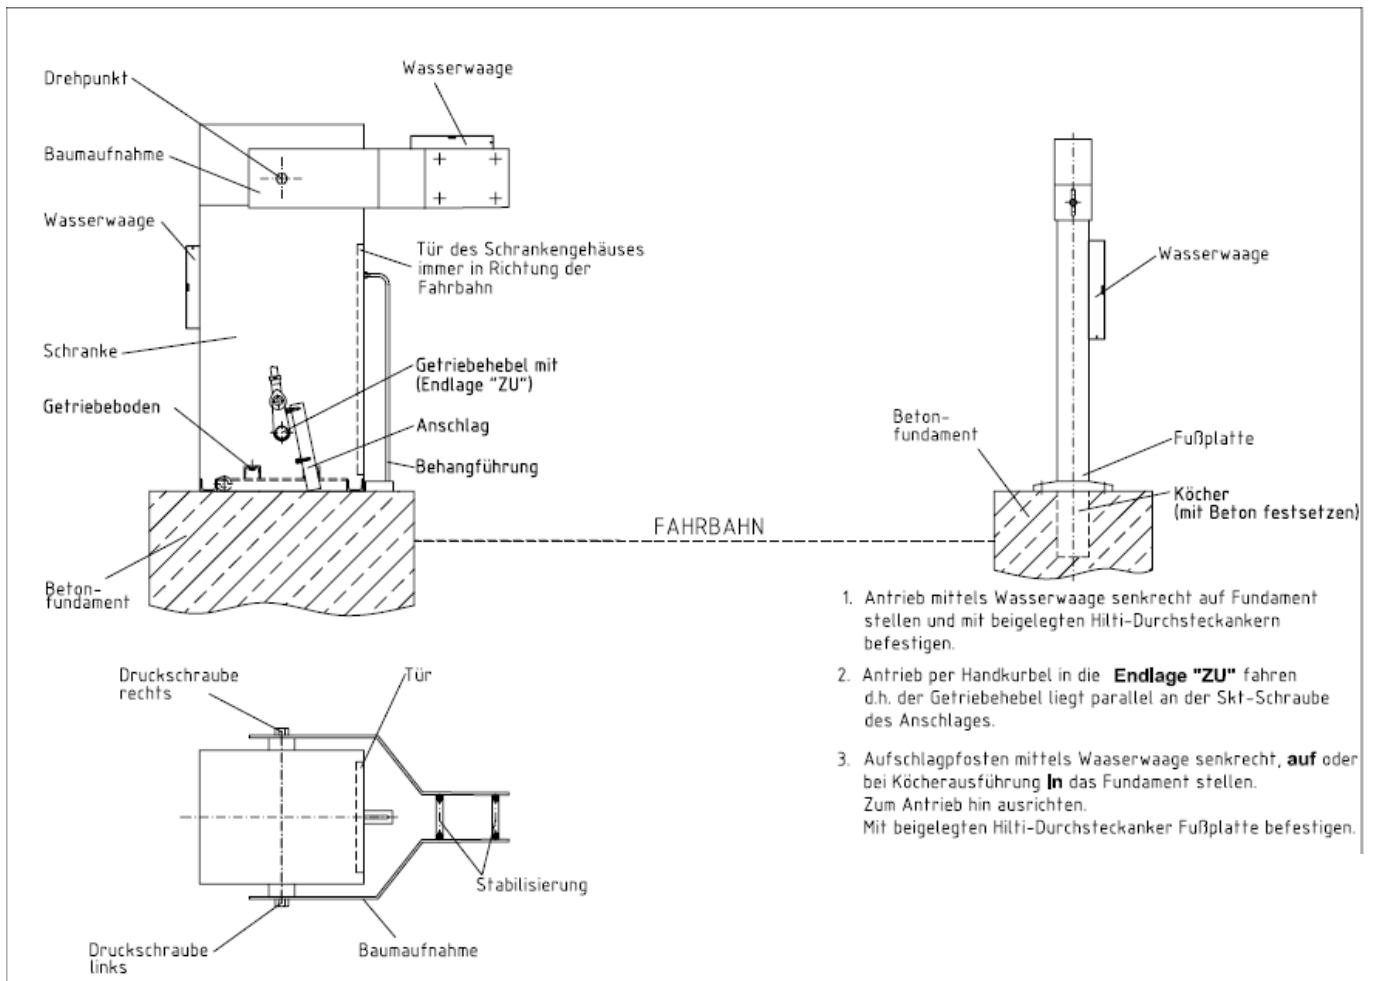 Drehpunkt
Wasserwaage
Baumaufnahme
Wasserwaage
Tür des Schrankengehäuses
immer in Richtung der
Fahrbahn
Wasserwaage
Schranke
Getriebehebel mit
(Endlage "ZU")
Getriebeboden
Anschlag
Behangführung
Beton-
fundament
Fußplatte
Köcher
(mit Beton festsetzen)
FAHRBAHN
Beton-
fundament
1. Antrieb mittels Wasserwaage senkrecht auf Fundament
stellen und mit beigelegten Hilti-Durchsteckankern
befestigen.
2. Antrieb per Handkurbel in die Endlage "ZU" fahren
d.h. der Getriebehebel liegt parallel an der Skt-Schraube
des Anschlages.
3. Aufschlagpfosten mittels Waaserwaage senkrecht, auf oder
bei Köcherausführung In das Fundament stellen.
Zum Antrieb hin ausrichten.
Mit beigelegten Hilti-Durchsteckanker Fußplatte befestigen.
Druckschraube
rechts
Tür
Stabilisierung
Druckschraube
links
Baumaufnahme